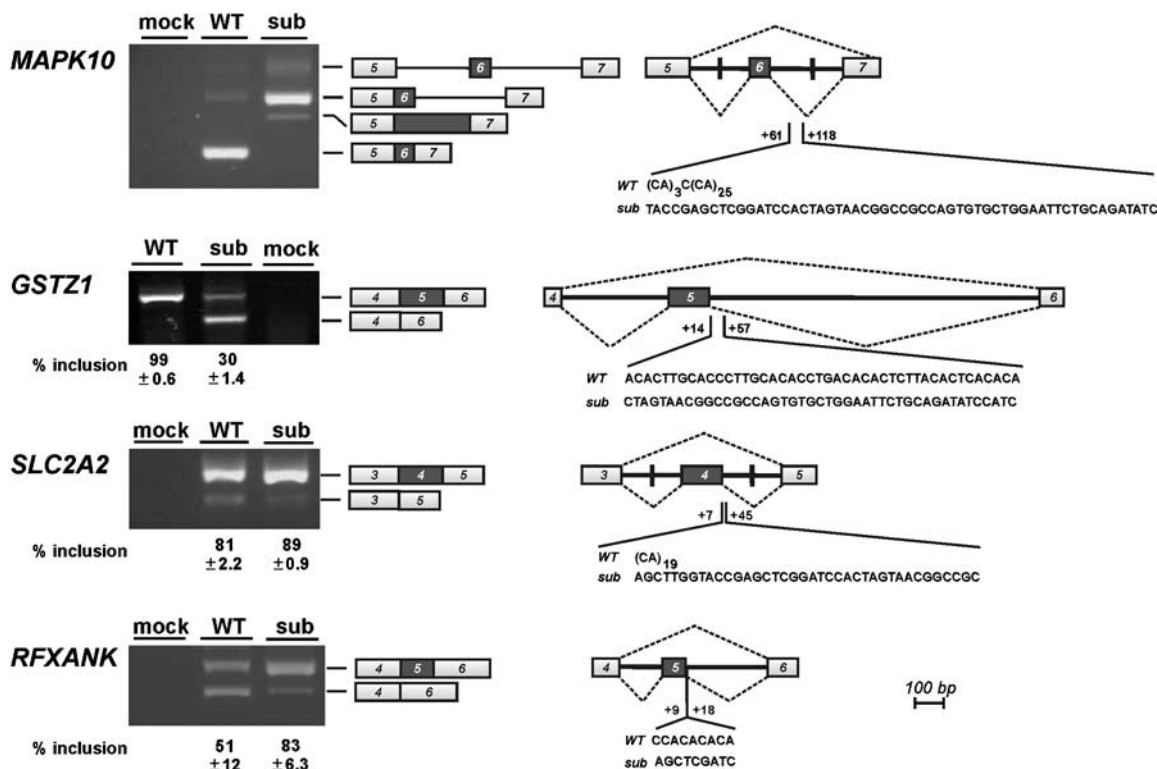 mock WT sub
MAPK10
5 6 7
5 6 7
5 7
5 6 7
5 6 7
+61 +118
WT (CA)3C(CA)25
sub TACCGAGCTCGGATCCACTAGTAACGGCCGCCAGTGTGCTGGAATTCTGCAGATATC
WT sub mock
GSTZ1
4 5 6
4 6
% inclusion 99 ±0.6 30 ±1.4
4 5 6
+14 +57
WT ACACTTGCACCCTTGCACACCTGACACACTCTTACACTCACACA
sub CTAGTAACGGCCGCCAGTGTGCTGGAATTCTGCAGATATCCATC
mock WT sub
SLC2A2
3 4 5
3 5
% inclusion 81 ±2.2 89 ±0.9
3 4 5
+7 +45
WT (CA)19
sub AGCTTGGTACCGAGCTCGGATCCACTAGTAACGGCCGC
mock WT sub
RFXANK
4 5 6
4 6
% inclusion 51 ±12 83 ±6.3
4 5 6
+9 +18
WT CCACACACA
sub AGCTCGATC
100 bp